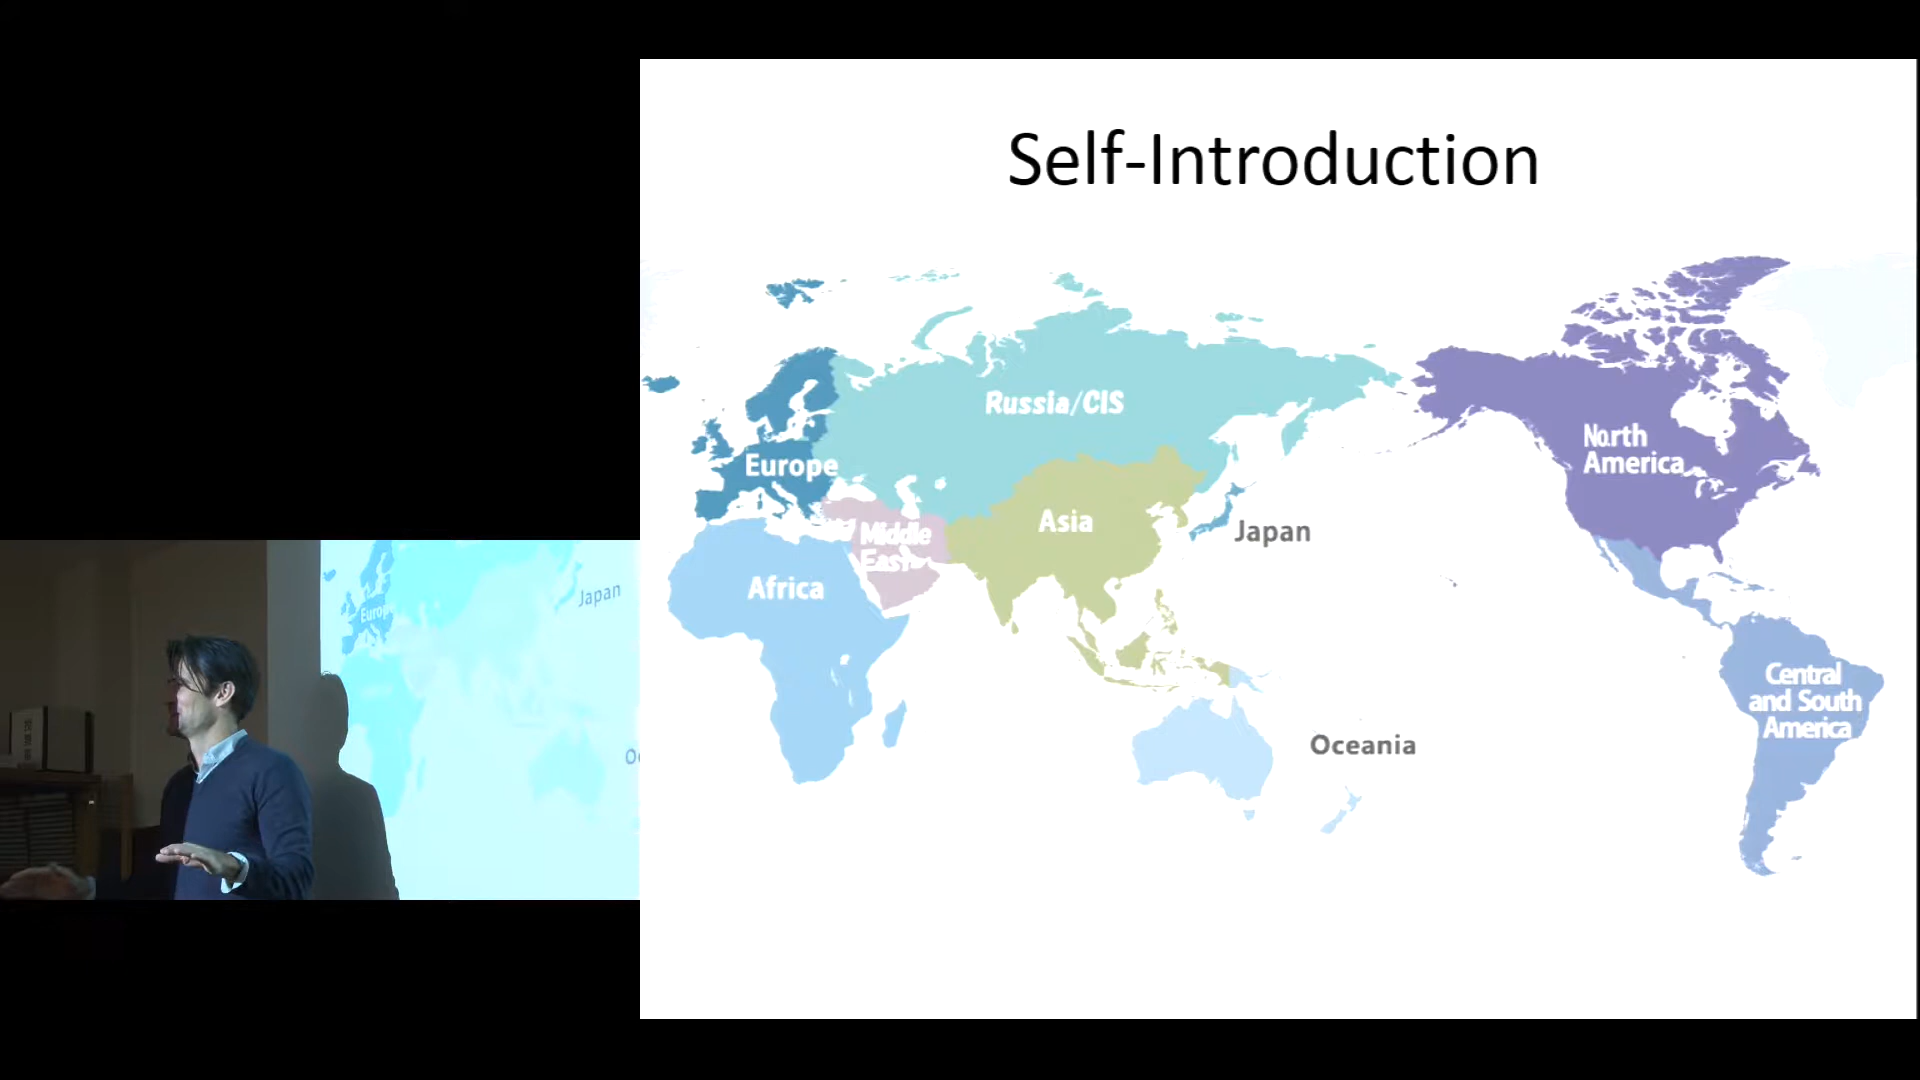 Self-Introduction
Russia/CIS
North
America
Europe
Asia
Japan
Middle
East
Africa
Central
and South
America
Oceania
Japan
Europe